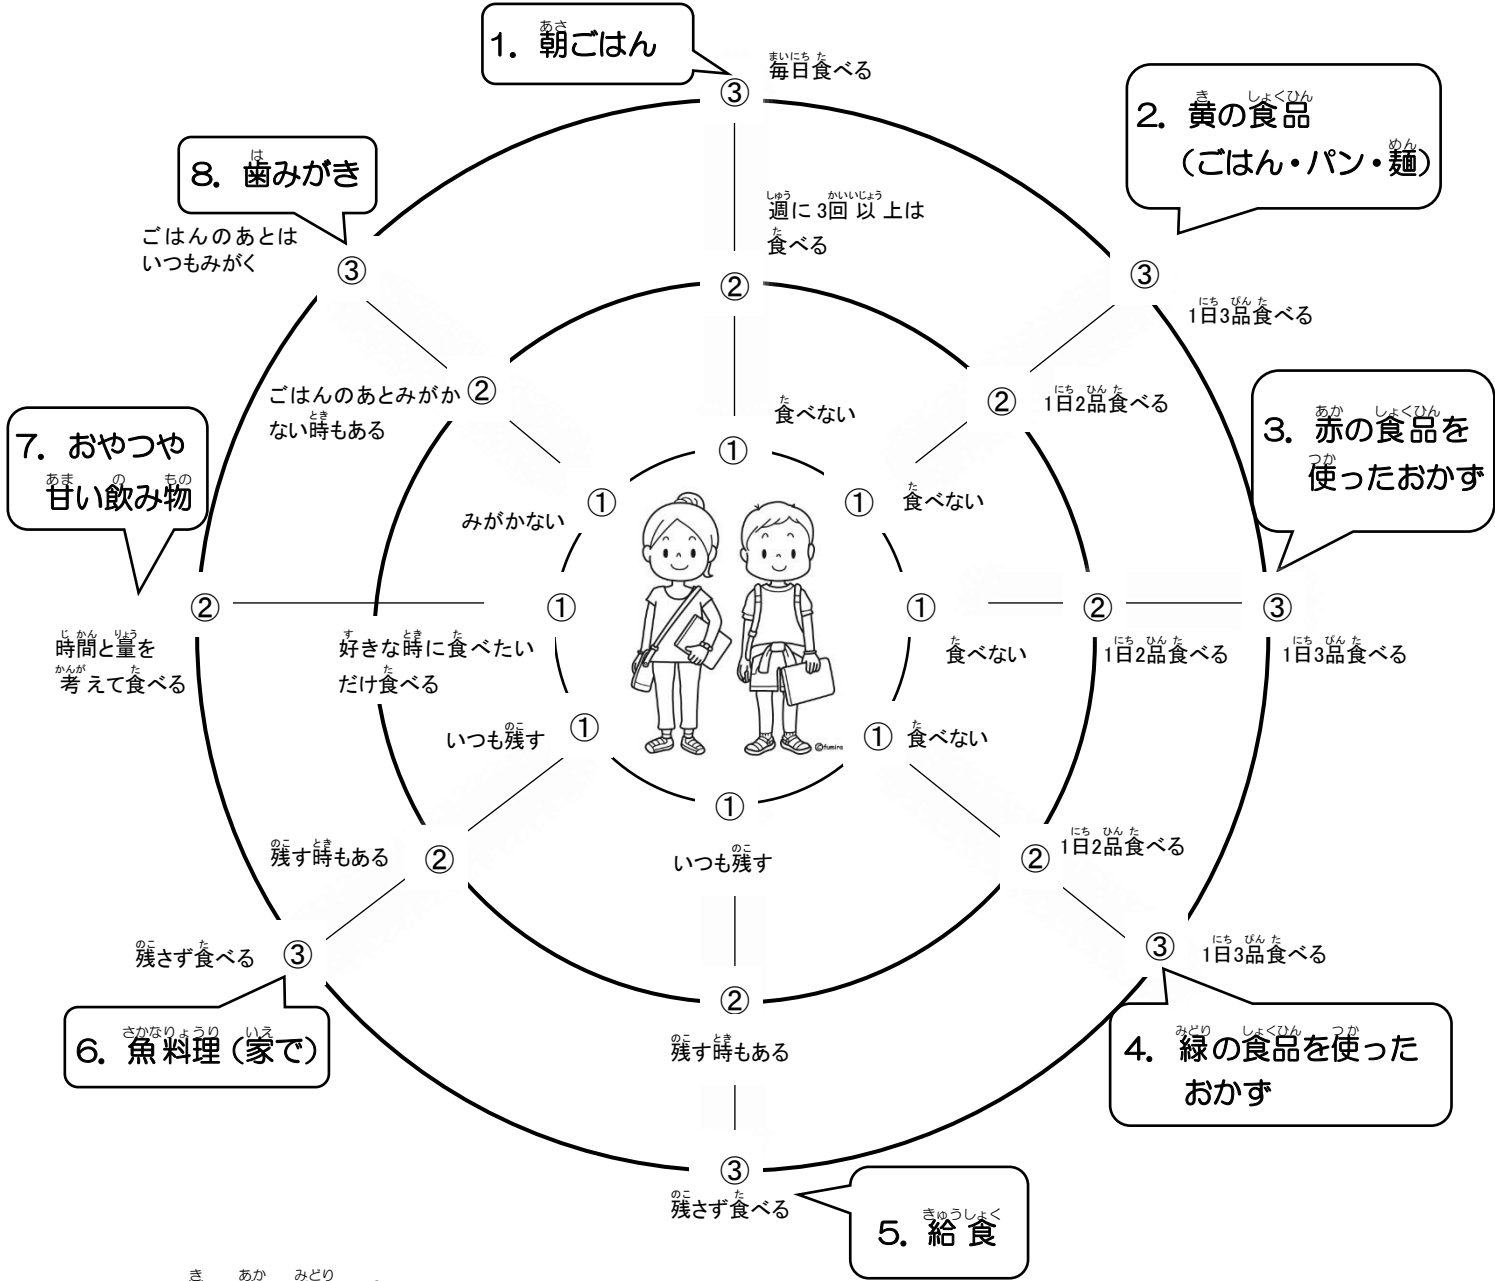 1. 朝ごはん
③ 毎日食べる
週に3回以上は
食べる
②
食べない
①
2. 黄の食品
(ごはん・パン・麺)
③
1日3品食べる
② 1日2品食べる
① 食べない
3. 赤の食品を
使ったおかず
③
1日3品食べる
②
1日2品食べる
①
食べない
4. 緑の食品を使った
おかず
③ 1日3品食べる
② 1日2品食べる
① 食べない
5. 給食
③
残さず食べる
②
残す時もある
①
いつも残す
6. 魚料理(家で)
残さず食べる ③
残す時もある ②
いつも残す ①
7. おやつや
甘い飲み物
②
時間と量を
考えて食べる
①
好きな時に食べたい
だけ食べる
8. 歯みがき
ごはんのあとは
いつもみがく
③
ごはんのあとみがか
ない時もある
②
みがかない
①
©fumira
き あか みどり